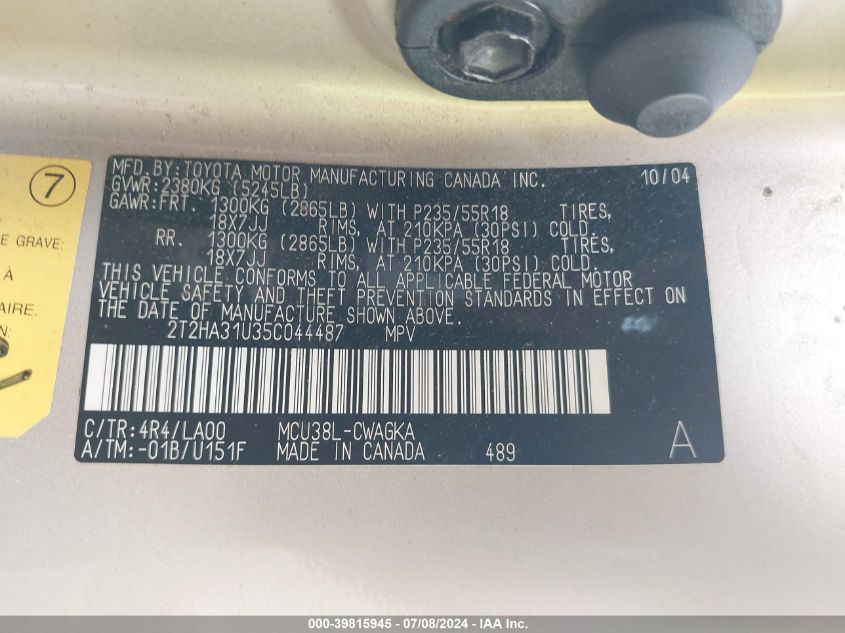 7
E GRAVE:
À
AIRE.
ON:
MFD.BY:TOYOTA MOTOR MANUFACTURING CANADA INC. 10/04
GVWR:2380KG (5245LB)
GAWR:FRT. 1300KG (2865LB) WITH P235/55R18 TIRES,
18X7JJ RIMS, AT 210KPA (30PSI) COLD.
RR. 1300KG (2865LB) WITH P235/55R18 TIRES,
18X7JJ RIMS, AT 210KPA (30PSI) COLD.
THIS VEHICLE CONFORMS TO ALL APPLICABLE FEDERAL MOTOR
VEHICLE SAFETY AND THEFT PREVENTION STANDARDS IN EFFECT ON
THE DATE OF MANUFACTURE SHOWN ABOVE.
2T2HA31U35C044487 MPV
C/TR:4R4/LA00 MCU38L-CWAGKA
A/TM:-01B/U151F MADE IN CANADA 489 A
000-39815945 - 07/08/2024 - IAA Inc.